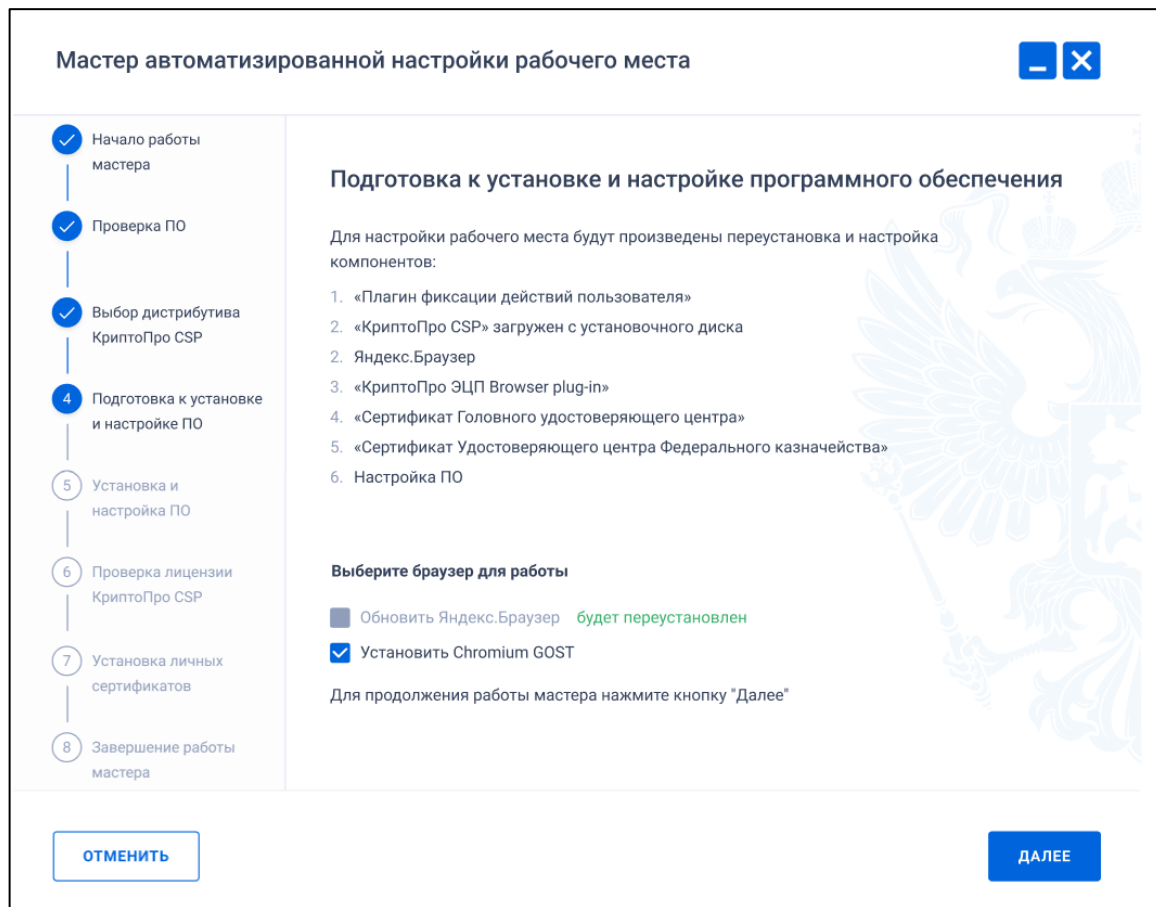 Мастер автоматизированной настройки рабочего места
Начало работы
мастера
Проверка ПО
Выбор дистрибутива
КриптоПро CSP
4 Подготовка к установке
и настройке ПО
5 Установка и
настройка ПО
6 Проверка лицензии
КриптоПро CSP
7 Установка личных
сертификатов
8 Завершение работы
мастера
Подготовка к установке и настройке программного обеспечения
Для настройки рабочего места будут произведены переустановка и настройка
компонентов:
1. «Плагин фиксации действий пользователя»
2. «КриптоПро CSP» загружен с установочного диска
2. Яндекс.Браузер
3. «КриптоПро ЭЦП Browser plug-in»
4. «Сертификат Головного удостоверяющего центра»
5. «Сертификат Удостоверяющего центра Федерального казначейства»
6. Настройка ПО
Выберите браузер для работы
Обновить Яндекс.Браузер будет переустановлен
Установить Chromium GOST
Для продолжения работы мастера нажмите кнопку "Далее"
ОТМЕНИТЬ
ДАЛЕЕ